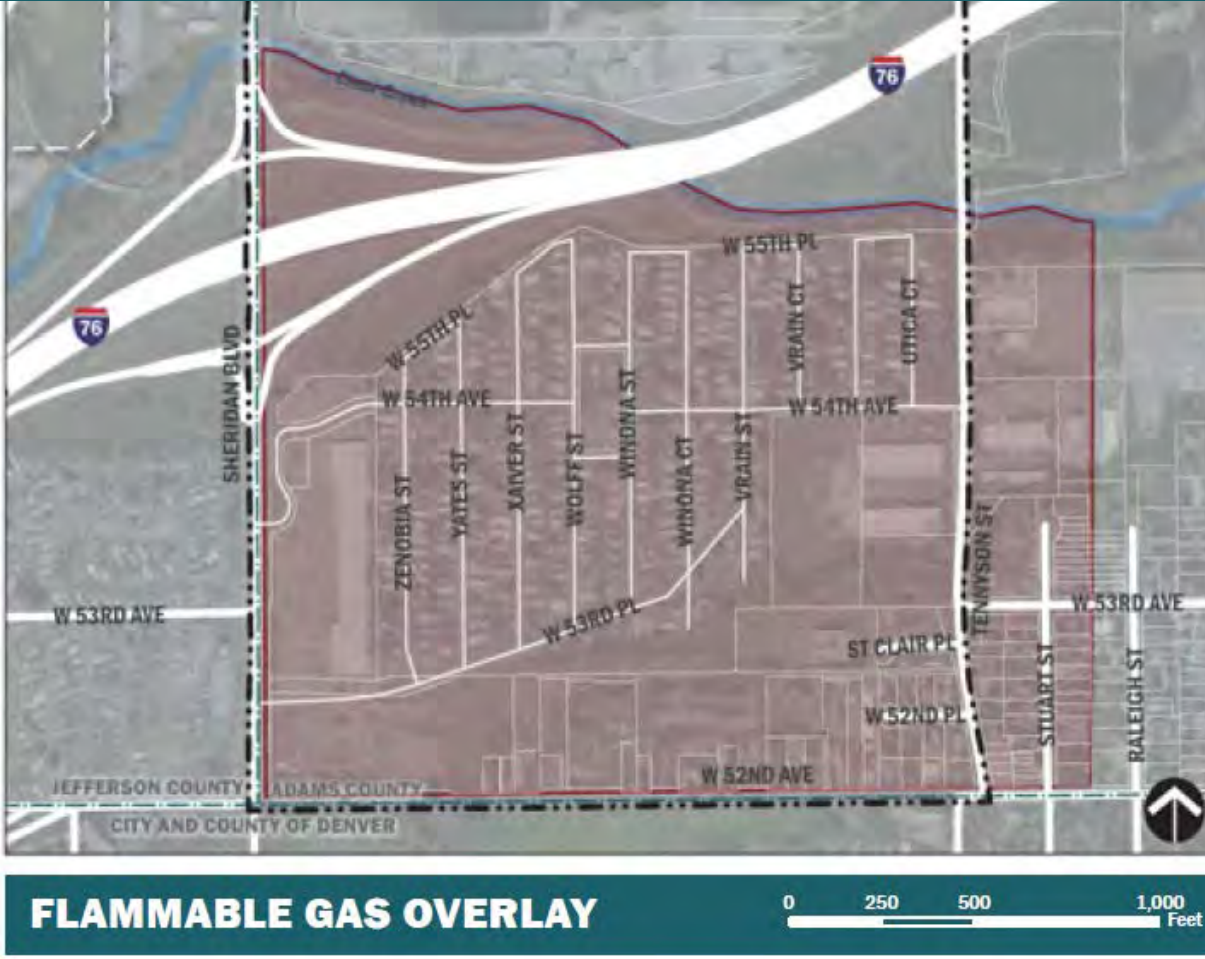 Clear Creek
76
W 55TH PL
VRAIN CT
UTICA CT
76
SHERIDAN BLVD
W 55TH PL
W 54TH AVE
W 54TH AVE
ZENOBIA ST
YATES ST
XAIVER ST
WOLFF ST
WINONA ST
WINONA CT
VRAIN ST
TENNYSON ST
W 53RD AVE
W 53RD PL
W 53RD AVE
ST CLAIR PL
STUART ST
RALEIGH ST
W 52ND PL
W 52ND AVE
JEFFERSON COUNTY
ADAMS COUNTY
CITY AND COUNTY OF DENVER
FLAMMABLE GAS OVERLAY
0 250 500 1,000
Feet